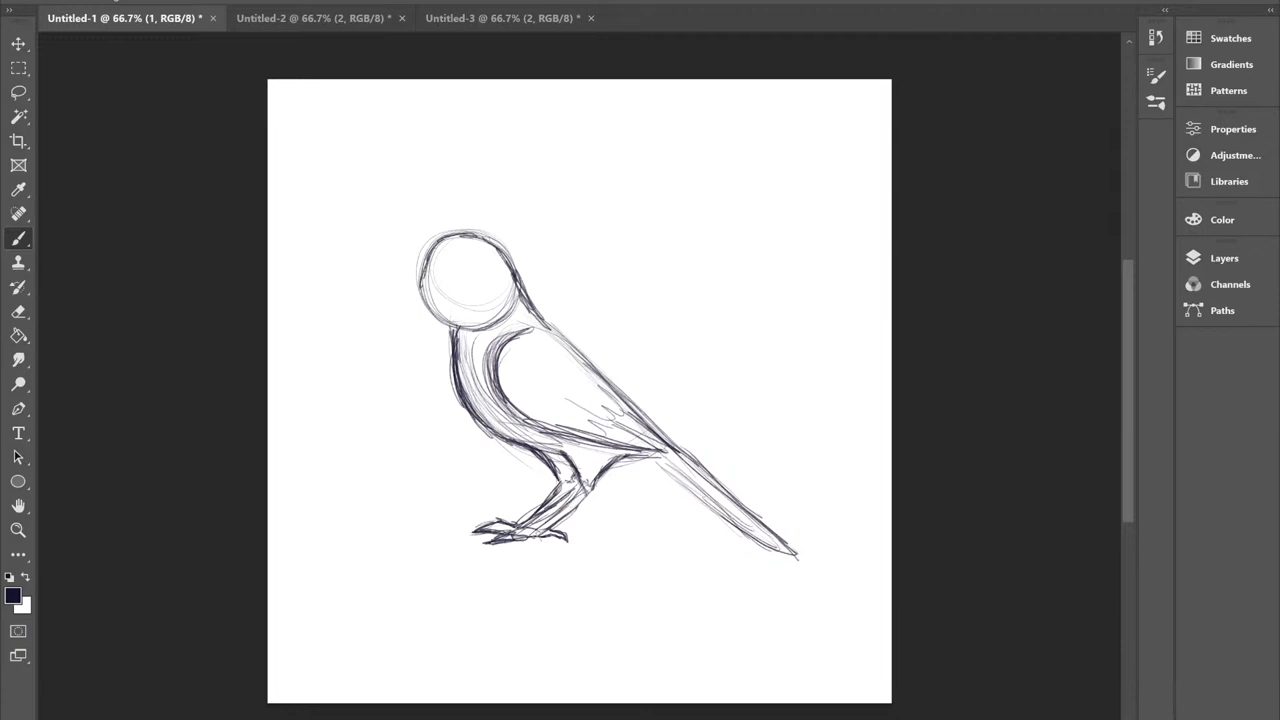 Untitled-1 @ 66.7% (1, RGB/8) * × Untitled-2 @ 66.7% (2, RGB/8) * × Untitled-3 @ 66.7% (2, RGB/8) * ×
Swatches
Gradients
Patterns
Properties
Adjustme...
Libraries
Color
Layers
Channels
Paths